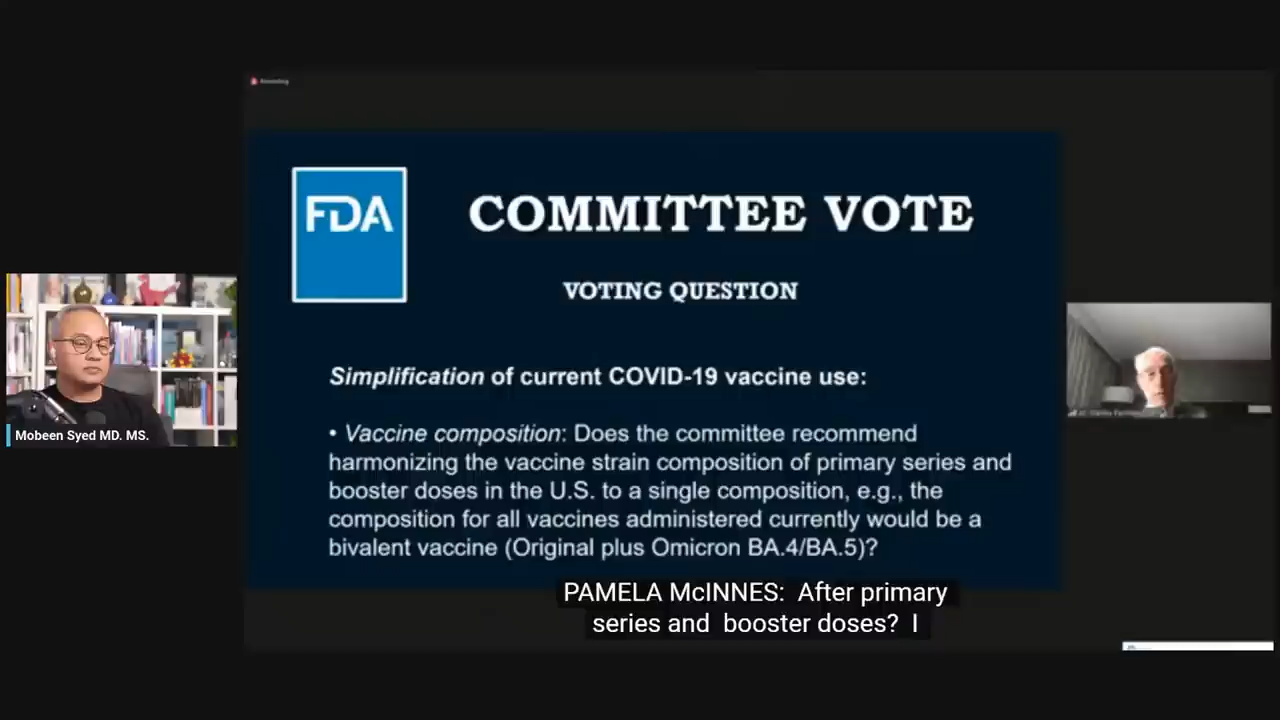 FDA
COMMITTEE VOTE
VOTING QUESTION
Simplification of current COVID-19 vaccine use:
• Vaccine composition: Does the committee recommend
harmonizing the vaccine strain composition of primary series and
booster doses in the U.S. to a single composition, e.g., the
composition for all vaccines administered currently would be a
bivalent vaccine (Original plus Omicron BA.4/BA.5)?
Mobeen Syed MD. MS.
PAMELA McINNES: After primary
series and booster doses? I